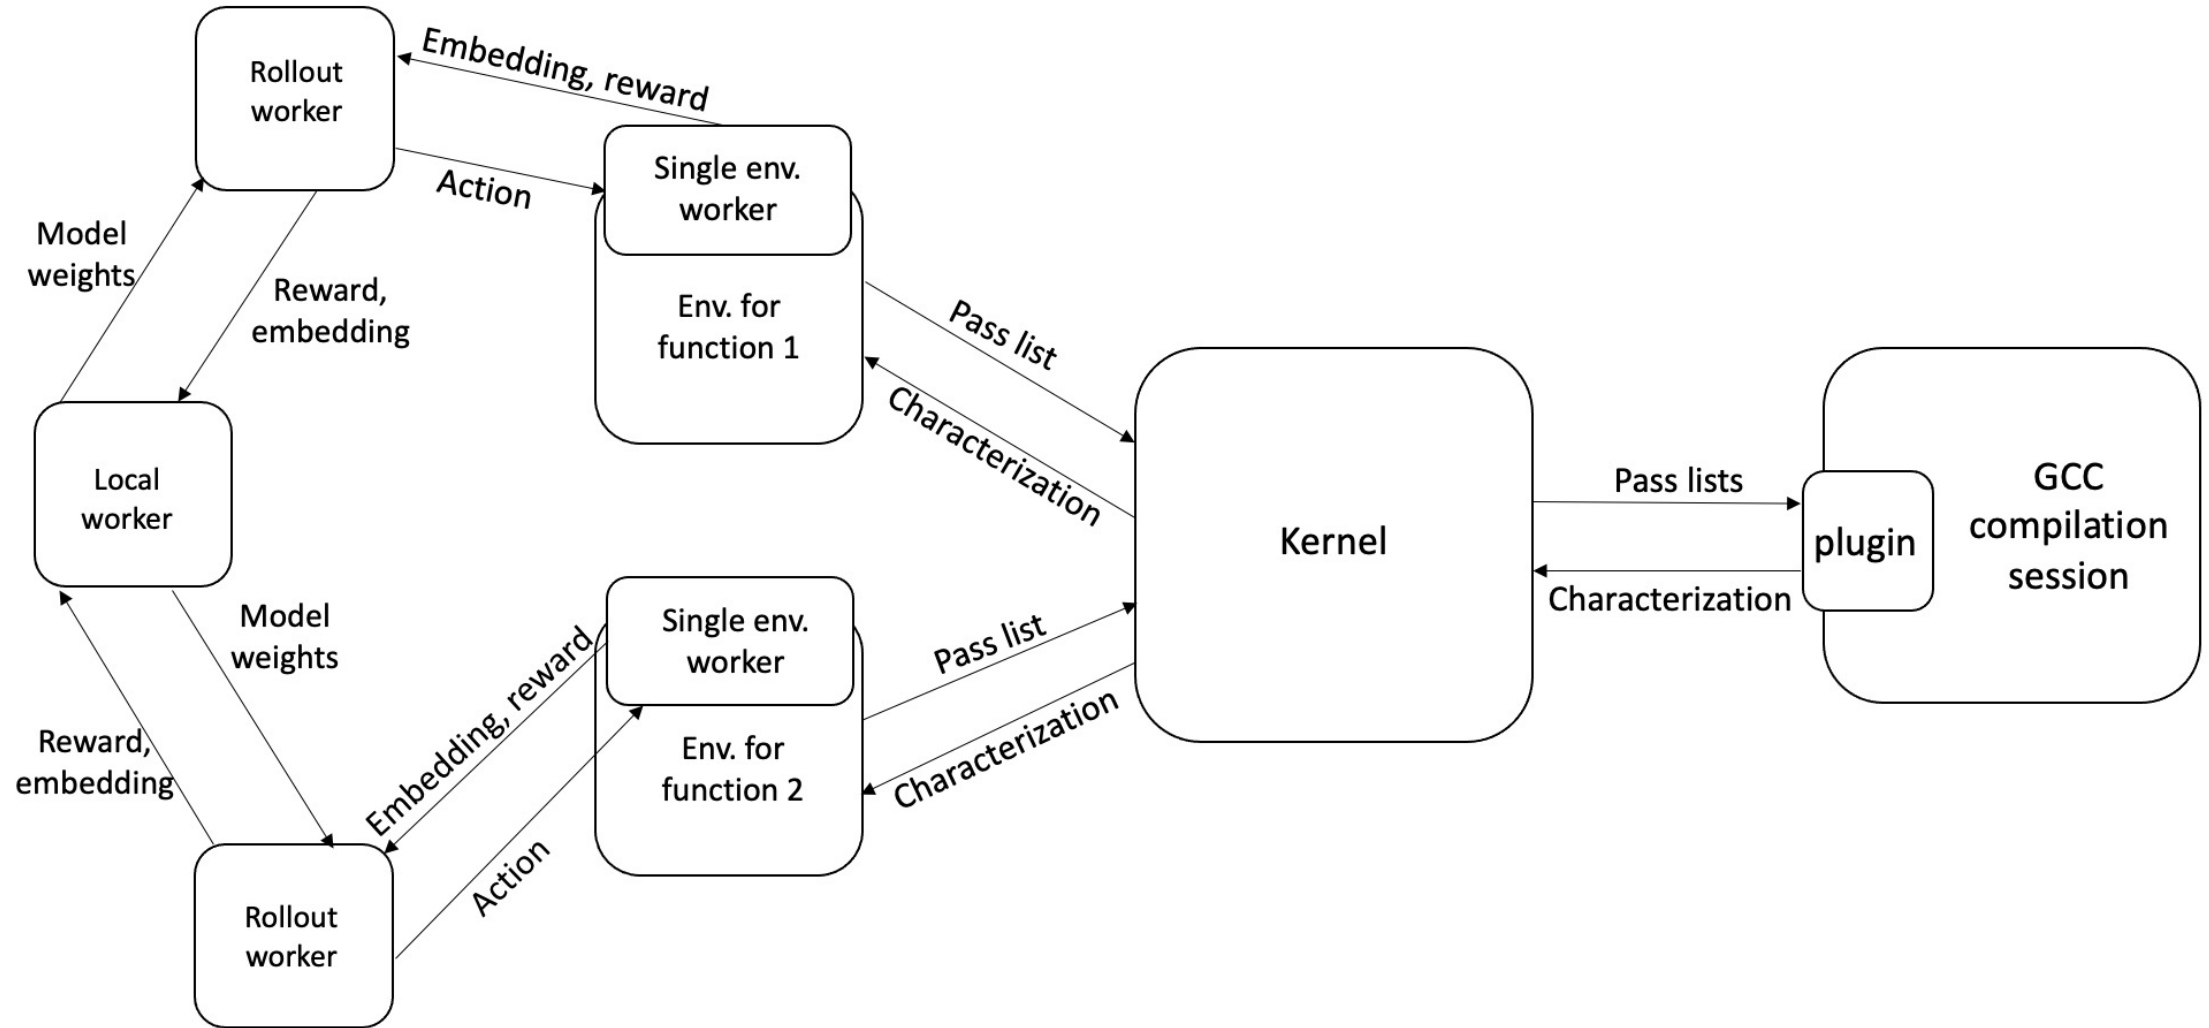 Rollout
worker
Embedding, reward
Action
Single env.
worker
Env. for
function 1
Model
weights
Reward,
embedding
Pass list
Characterization
Local
worker
Kernel
Pass lists
Characterization
plugin
GCC
compilation
session
Model
weights
Reward,
embedding
Embedding, reward
Action
Single env.
worker
Env. for
function 2
Pass list
Characterization
Rollout
worker